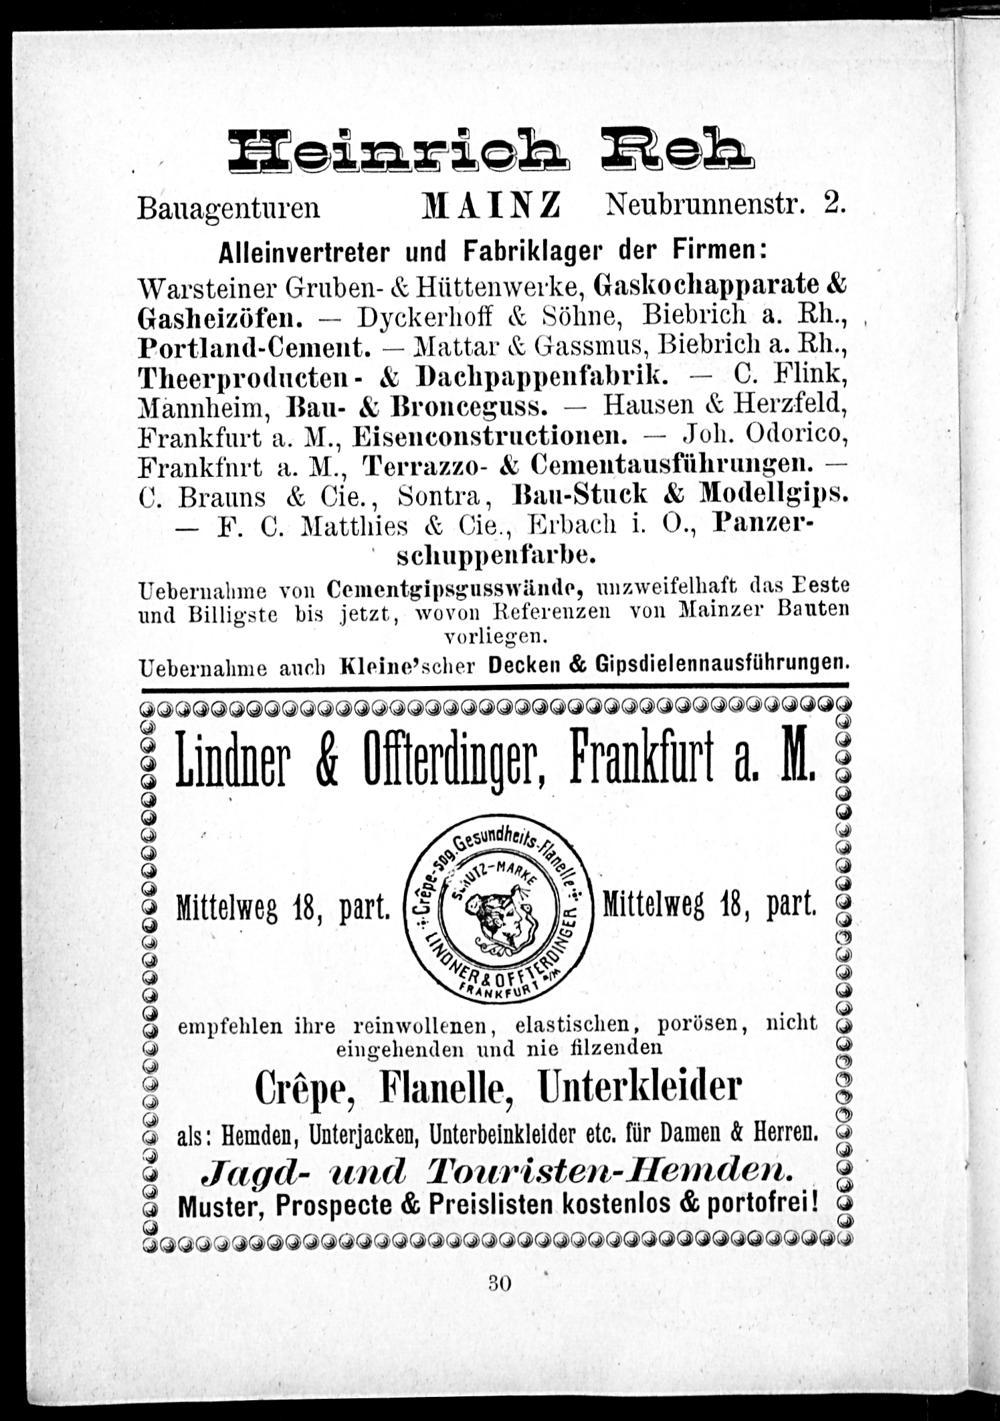 Heinrich Reh
Bauagenturen MAINZ Neubrunnenstr. 2.
Alleinvertreter und Fabriklager der Firmen:
Warsteiner Gruben- & Hüttenwerke, Gaskochapparate &
Gasheizöfen. — Dyckerhoff & Söhne, Biebrich a. Rh.,
Portland-Cement. — Mattar & Gassmus, Biebrich a. Rh.,
Theerproducten- & Dachpappenfabrik. — C. Flink,
Mannheim, Bau- & Bronceguss. — Hausen & Herzfeld,
Frankfurt a. M., Eisenconstructionen. — Joh. Odorico,
Frankfnrt a. M., Terrazzo- & Cementausführungen. —
C. Brauns & Cie., Sontra, Bau-Stuck & Modellgips.
— F. C. Matthies & Cie., Erbach i. O., Panzer-
schuppenfarbe.
Uebernahme von Cementgipsgusswände, unzweifelhaft das Beste
und Billigste bis jetzt, wovon Referenzen von Mainzer Bauten
vorliegen.
Uebernahme auch Kleine'scher Decken & Gipsdielennausführungen.
Lindner & Offterdinger, Frankfurt a. M.
Crêpe-sog. Gesundheits-Flanelle
SCHUTZ-MARKE
Mittelweg 18, part. Mittelweg 18, part.
LINDNER & OFFTERDINGER
FRANKFURT a/M
empfehlen ihre reinwollenen, elastischen, porösen, nicht
eingehenden und nie filzenden
Crêpe, Flanelle, Unterkleider
als: Hemden, Unterjacken, Unterbeinkleider etc. für Damen & Herren.
Jagd- und Touristen-Hemden.
Muster, Prospecte & Preislisten kostenlos & portofrei!
30